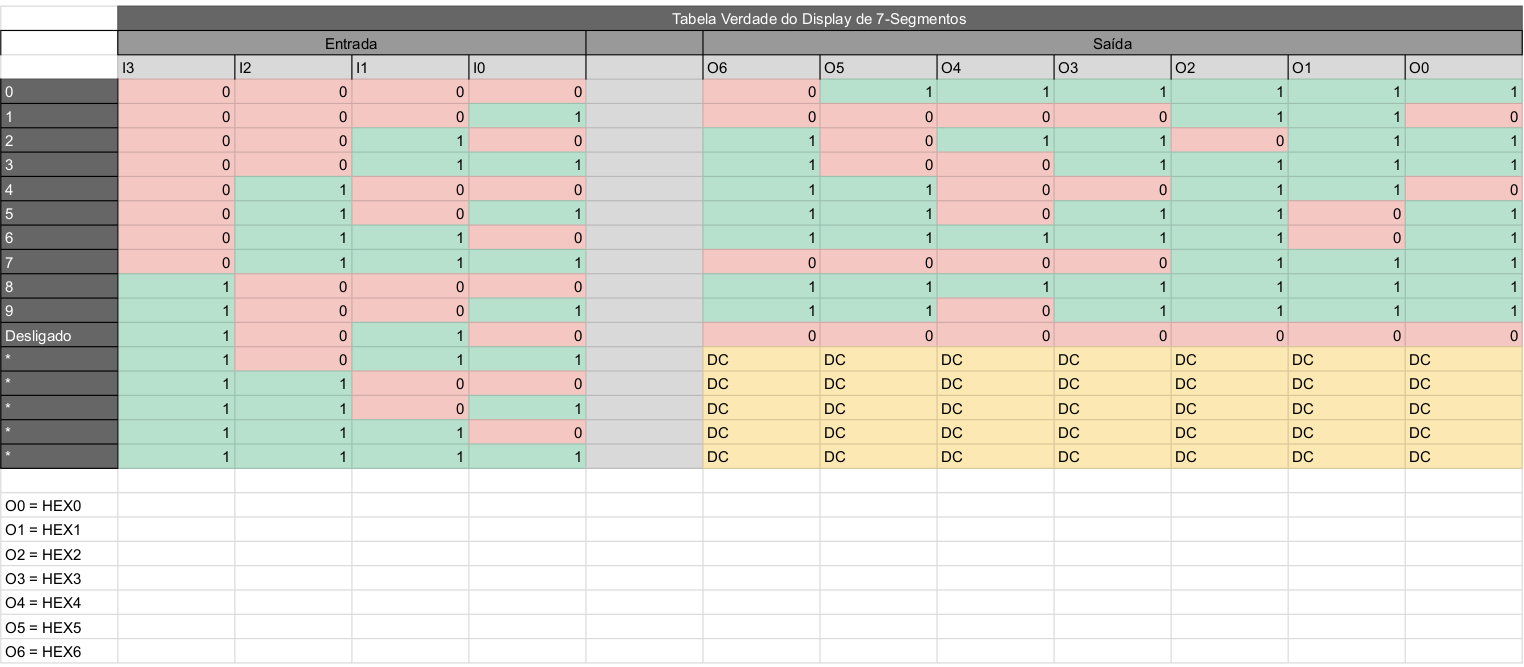 Tabela Verdade do Display de 7-Segmentos
Entrada Saída
I3 I2 I1 I0 O6 O5 O4 O3 O2 O1 O0
0 0 0 0 0 0 1 1 1 1 1 1
1 0 0 0 1 0 0 0 0 1 1 0
2 0 0 1 0 1 0 1 1 0 1 1
3 0 0 1 1 1 0 0 1 1 1 1
4 0 1 0 0 1 1 0 0 1 1 0
5 0 1 0 1 1 1 0 1 1 0 1
6 0 1 1 0 1 1 1 1 1 0 1
7 0 1 1 1 0 0 0 0 1 1 1
8 1 0 0 0 1 1 1 1 1 1 1
9 1 0 0 1 1 1 0 1 1 1 1
Desligado 1 0 1 0 0 0 0 0 0 0 0
* 1 0 1 1 DC DC DC DC DC DC DC
* 1 1 0 0 DC DC DC DC DC DC DC
* 1 1 0 1 DC DC DC DC DC DC DC
* 1 1 1 0 DC DC DC DC DC DC DC
* 1 1 1 1 DC DC DC DC DC DC DC
O0 = HEX0
O1 = HEX1
O2 = HEX2
O3 = HEX3
O4 = HEX4
O5 = HEX5
O6 = HEX6